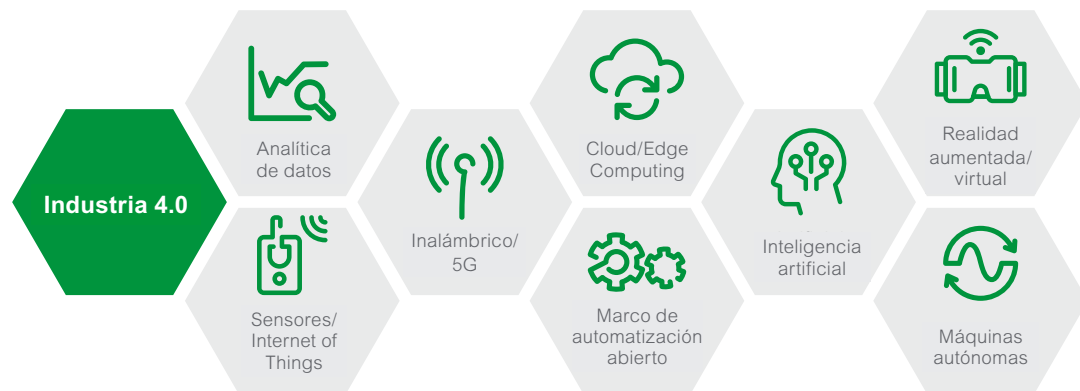 Industria 4.0
Analítica
de datos
Sensores/
Internet of
Things
Inalámbrico/
5G
Cloud/Edge
Computing
Marco de
automatización
abierto
Inteligencia
artificial
Realidad
aumentada/
virtual
Máquinas
autónomas